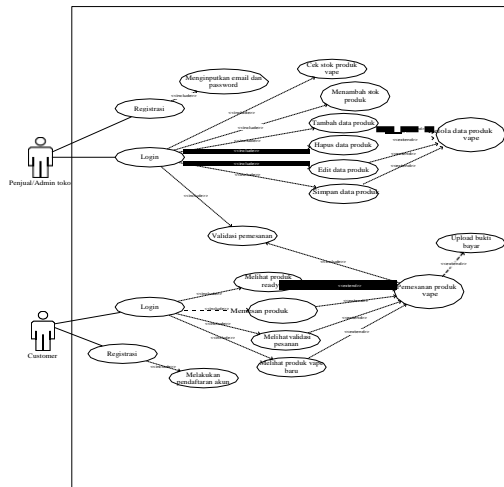 Cek stok produk
vape
Menginputkan email dan
password
<<include>>
Menambah stok
produk
Registrasi
Tambah data produk
Kelola data produk
vape
Hapus data produk
Login
Edit data produk
Penjual/Admin toko
Simpan data produk
Validasi pemesanan
Upload bukti
bayar
Melihat produk
ready
Pemesanan produk
vape
Login
Memesan produk
Melihat validasi
pesanan
Customer
Registrasi
Melihat produk vape
baru
Melakukan
pendaftaran akun